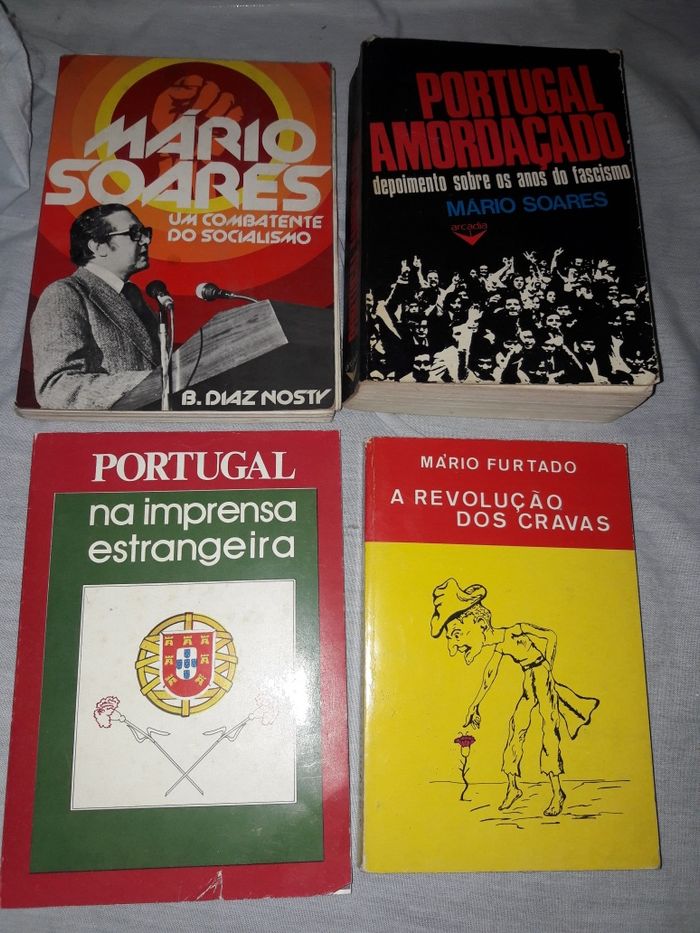 MÁRIO
SOARES
UM COMBATENTE
DO SOCIALISMO
B. DIAZ NOSTY
PORTUGAL
AMORDAÇADO
depoimento sobre os anos do fascismo
MÁRIO SOARES
arcádia
PORTUGAL
na imprensa
estrangeira
MÁRIO FURTADO
A REVOLUÇÃO
DOS CRAVAS